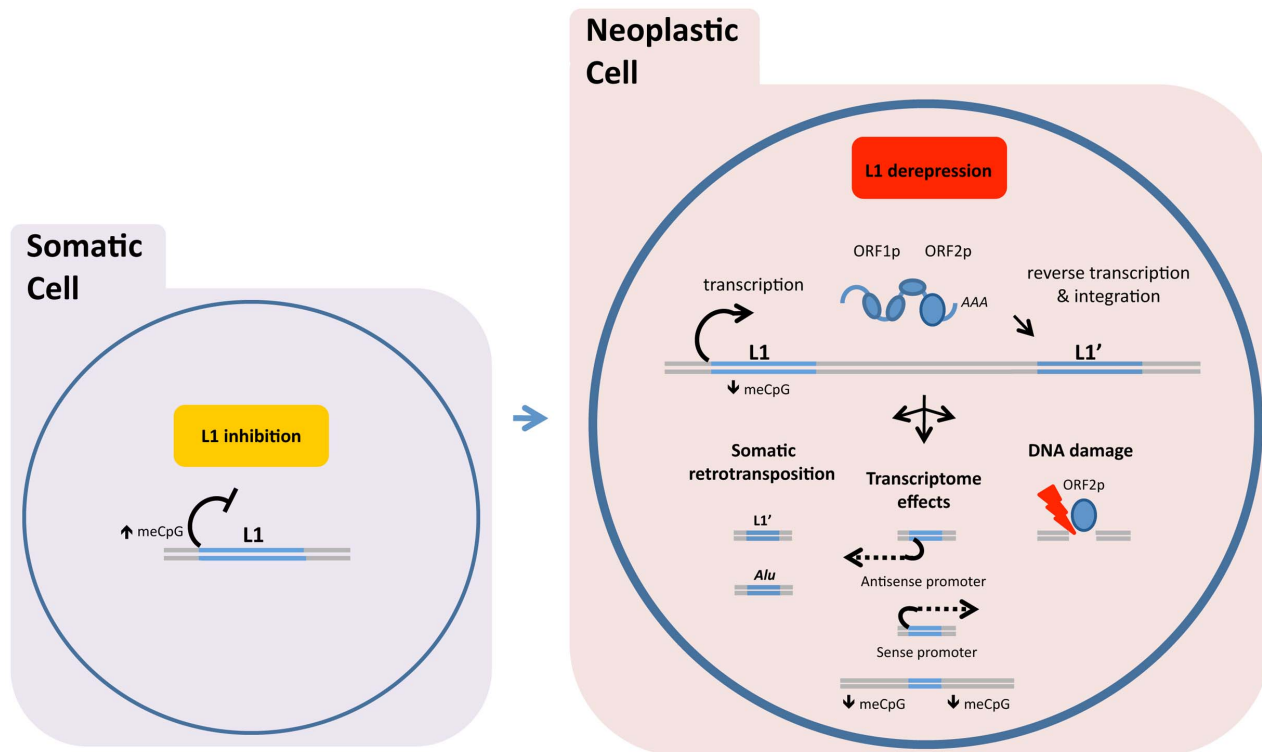 Somatic
Cell
L1 inhibition
↑ meCpG
L1
Neoplastic
Cell
L1 derepression
ORF1p ORF2p
transcription
AAA
reverse transcription
& integration
L1
L1’
↓ meCpG
Somatic
retrotransposition
L1’
Alu
Transcriptome
effects
Antisense promoter
Sense promoter
↓ meCpG ↓ meCpG
DNA damage
ORF2p